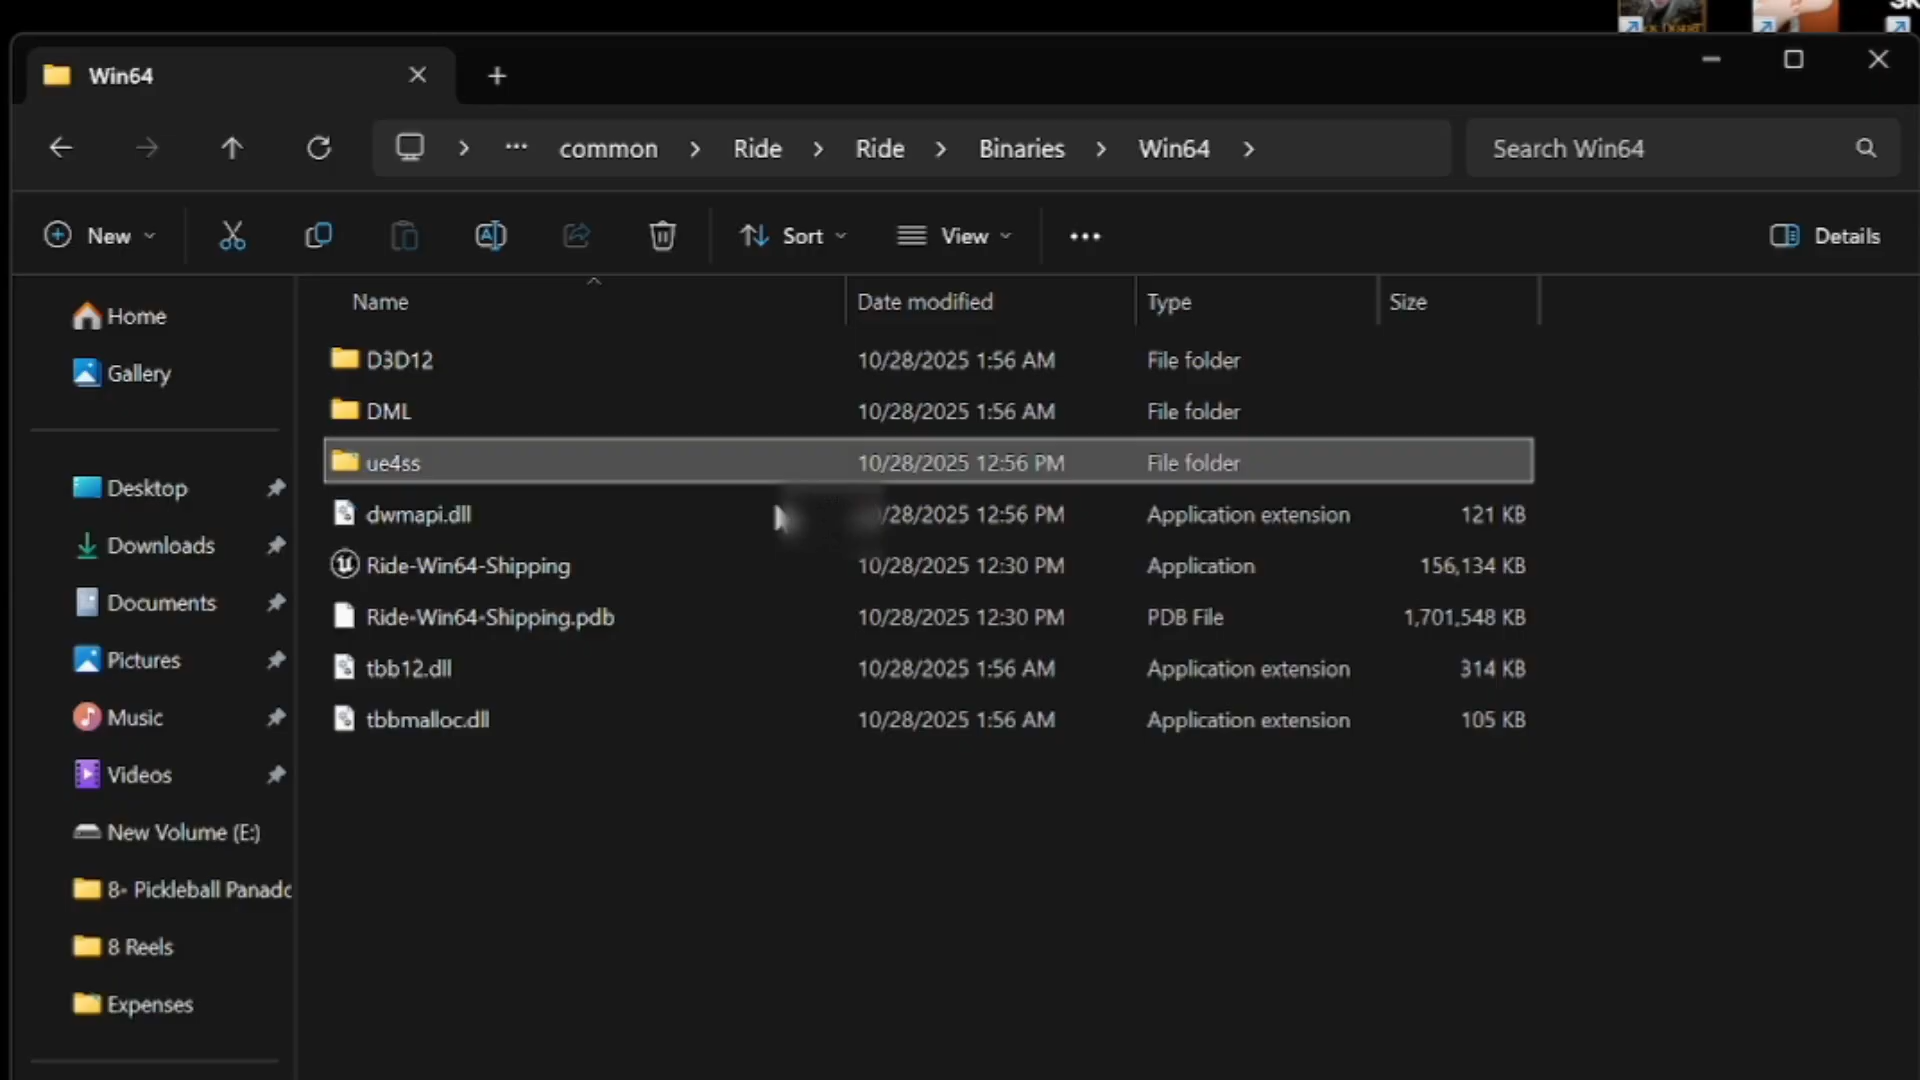 Win64
common Ride Ride Binaries Win64
Search Win64
New
Sort
View
Details
Name Date modified Type Size
Home
Gallery
Desktop
Downloads
Documents
Pictures
Music
Videos
New Volume (E:)
8- Pickleball Panado
8 Reels
Expenses
D3D12 10/28/2025 1:56 AM File folder
DML 10/28/2025 1:56 AM File folder
ue4ss 10/28/2025 12:56 PM File folder
dwmapi.dll /28/2025 12:56 PM Application extension 121 KB
Ride-Win64-Shipping 10/28/2025 12:30 PM Application 156,134 KB
Ride-Win64-Shipping.pdb 10/28/2025 12:30 PM PDB File 1,701,548 KB
tbb12.dll 10/28/2025 1:56 AM Application extension 314 KB
tbbmalloc.dll 10/28/2025 1:56 AM Application extension 105 KB